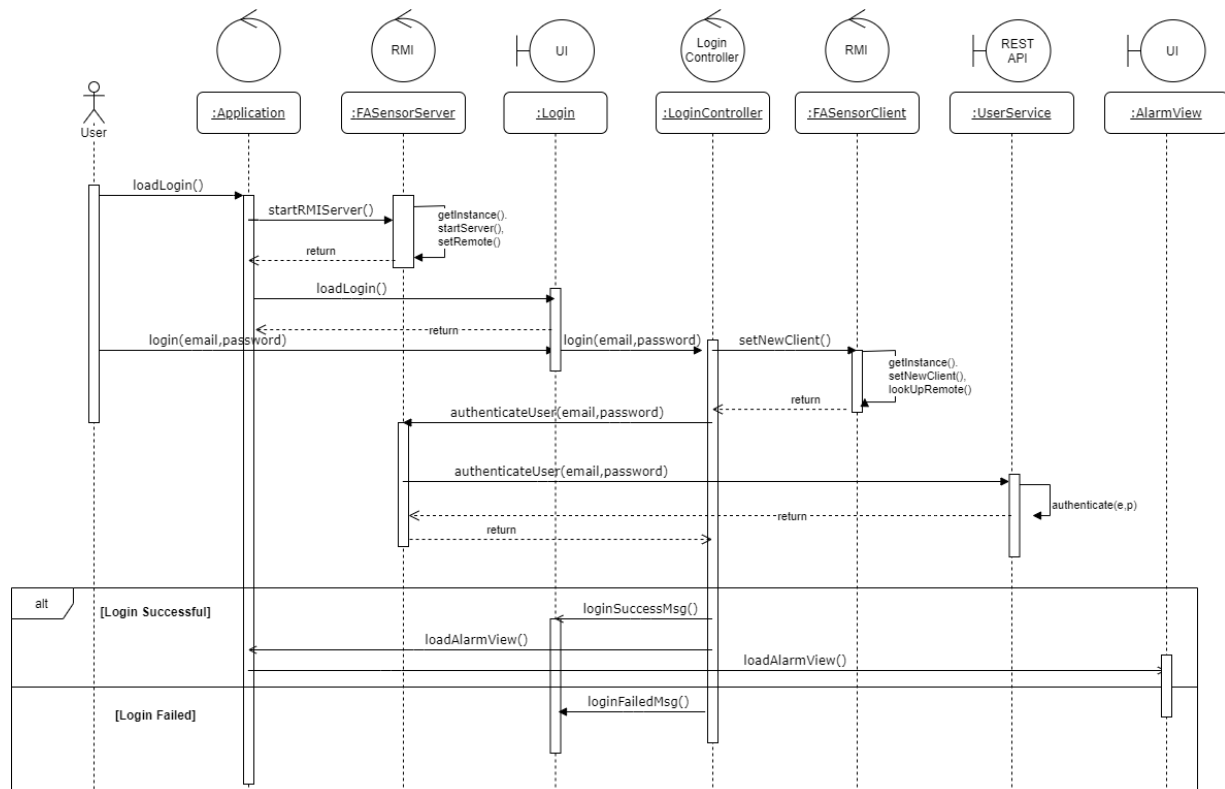 RMI
UI
Login
Controller
RMI
REST
API
UI
User
:Application
:FASensorServer
:Login
:LoginController
:FASensorClient
:UserService
:AlarmView
loadLogin()
startRMIServer()
getInstance().
startServer(),
setRemote()
return
loadLogin()
return
login(email,password)
login(email,password)
setNewClient()
getInstance().
setNewClient(),
lookUpRemote()
return
authenticateUser(email,password)
authenticateUser(email,password)
authenticate(e,p)
return
return
alt
[Login Successful]
loginSuccessMsg()
loadAlarmView()
loadAlarmView()
loginFailedMsg()
[Login Failed]